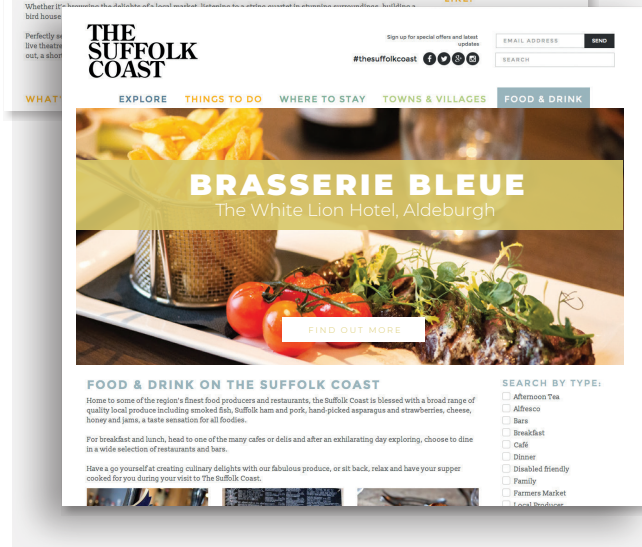 Whether it's browsing the delights of a local market, listening to a string quartet in stunning surroundings, building a
bird house
Perfectly se
live theatre
out, a short
WHAT'
THE
SUFFOLK
COAST
Sign up for special offers and latest
updates
#thesuffolkcoast
EMAIL ADDRESS
SEND
SEARCH
EXPLORE THINGS TO DO WHERE TO STAY TOWNS & VILLAGES FOOD & DRINK
BRASSERIE BLEUE
The White Lion Hotel, Aldeburgh
FIND OUT MORE
FOOD & DRINK ON THE SUFFOLK COAST
Home to some of the region's finest food producers and restaurants, the Suffolk Coast is blessed with a broad range of
quality local produce including smoked fish, Suffolk ham and pork, hand-picked asparagus and strawberries, cheese,
honey and jams, a taste sensation for all foodies.
For breakfast and lunch, head to one of the many cafes or delis and after an exhilarating day exploring, choose to dine
in a wide selection of restaurants and bars.
Have a go yourself at creating culinary delights with our fabulous produce, or sit back, relax and have your supper
cooked for you during your visit to The Suffolk Coast.
SEARCH BY TYPE:
Afternoon Tea
Alfresco
Bars
Breakfast
Café
Dinner
Disabled friendly
Family
Farmers Market
Local Producer